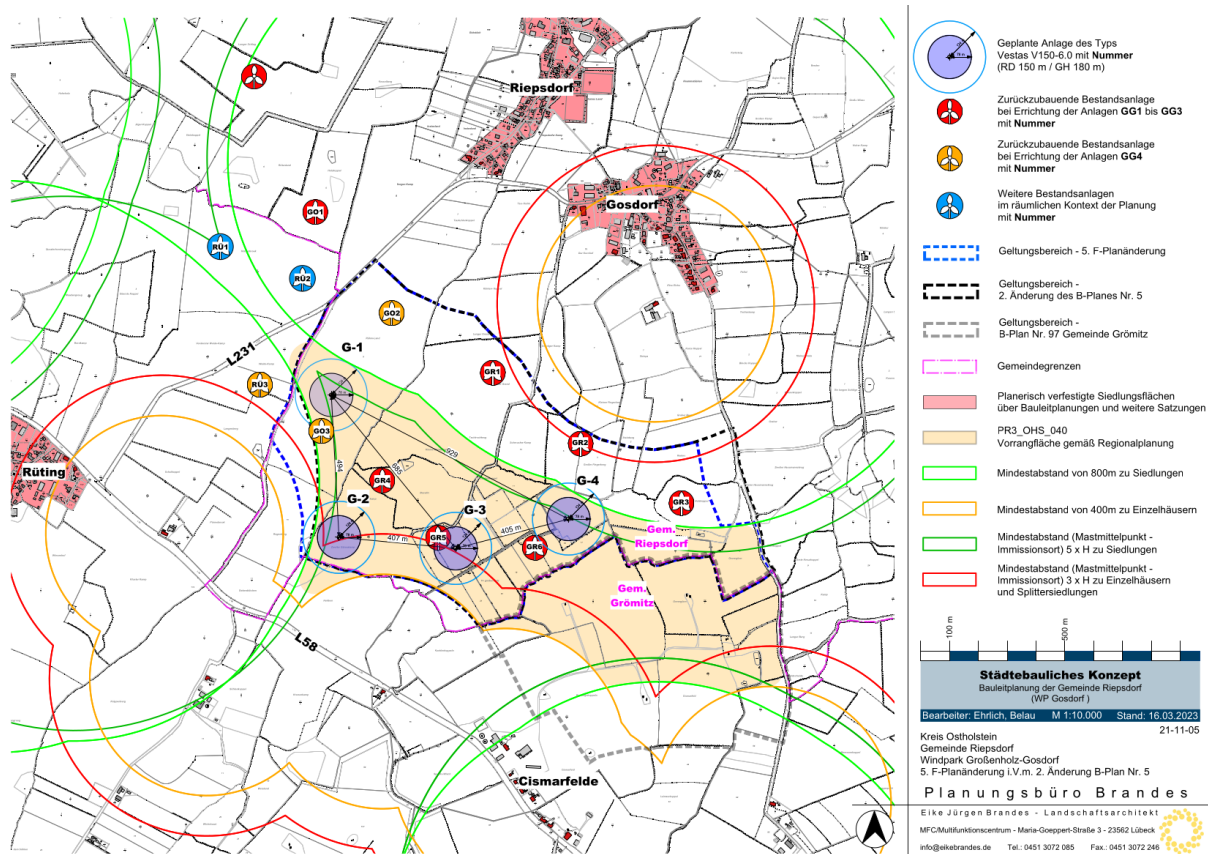 Riepsdorf
Gosdorf
GO1
RÜ1
RÜ2
GO2
G-1
L231
GR1
RÜ3
GO3
GR2
Rüting
929
685
494
GR4
G-4
GR3
G-2
G-3
405 m
Gem.
Riepsdorf
GR5
407 m
GR6
Gem.
Grömitz
L58
Cismarfelde
Geplante Anlage des Typs
Vestas V150-6.0 mit Nummer
(RD 150 m / GH 180 m)
Zurückzubauende Bestandsanlage
bei Errichtung der Anlagen GG1 bis GG3
mit Nummer
Zurückzubauende Bestandsanlage
bei Errichtung der Anlagen GG4
mit Nummer
Weitere Bestandsanlagen
im räumlichen Kontext der Planung
mit Nummer
Geltungsbereich - 5. F-Planänderung
Geltungsbereich -
2. Änderung des B-Planes Nr. 5
Geltungsbereich -
B-Plan Nr. 97 Gemeinde Grömitz
Gemeindegrenzen
Planerisch verfestigte Siedlungsflächen
über Bauleitplanungen und weitere Satzungen
PR3_OHS_040
Vorrangfläche gemäß Regionalplanung
Mindestabstand von 800m zu Siedlungen
Mindestabstand von 400m zu Einzelhäusern
Mindestabstand (Mastmittelpunkt -
Immissionsort) 5 x H zu Siedlungen
Mindestabstand (Mastmittelpunkt -
Immissionsort) 3 x H zu Einzelhäusern
und Splittersiedlungen
100 m
500 m
Städtebauliches Konzept
Bauleitplanung der Gemeinde Riepsdorf
(WP Gosdorf )
Bearbeiter: Ehrlich, Belau M 1:10.000 Stand: 16.03.2023
21-11-05
Kreis Ostholstein
Gemeinde Riepsdorf
Windpark Großenholz-Gosdorf
5. F-Planänderung i.V.m. 2. Änderung B-Plan Nr. 5
Planungsbüro Brandes
Eike Jürgen Brandes - Landschaftsarchitekt
MFC/Multifunktionscentrum - Maria-Goeppert-Straße 3 - 23562 Lübeck
info@eikebrandes.de Tel.: 0451 3072 085 Fax.: 0451 3072 246